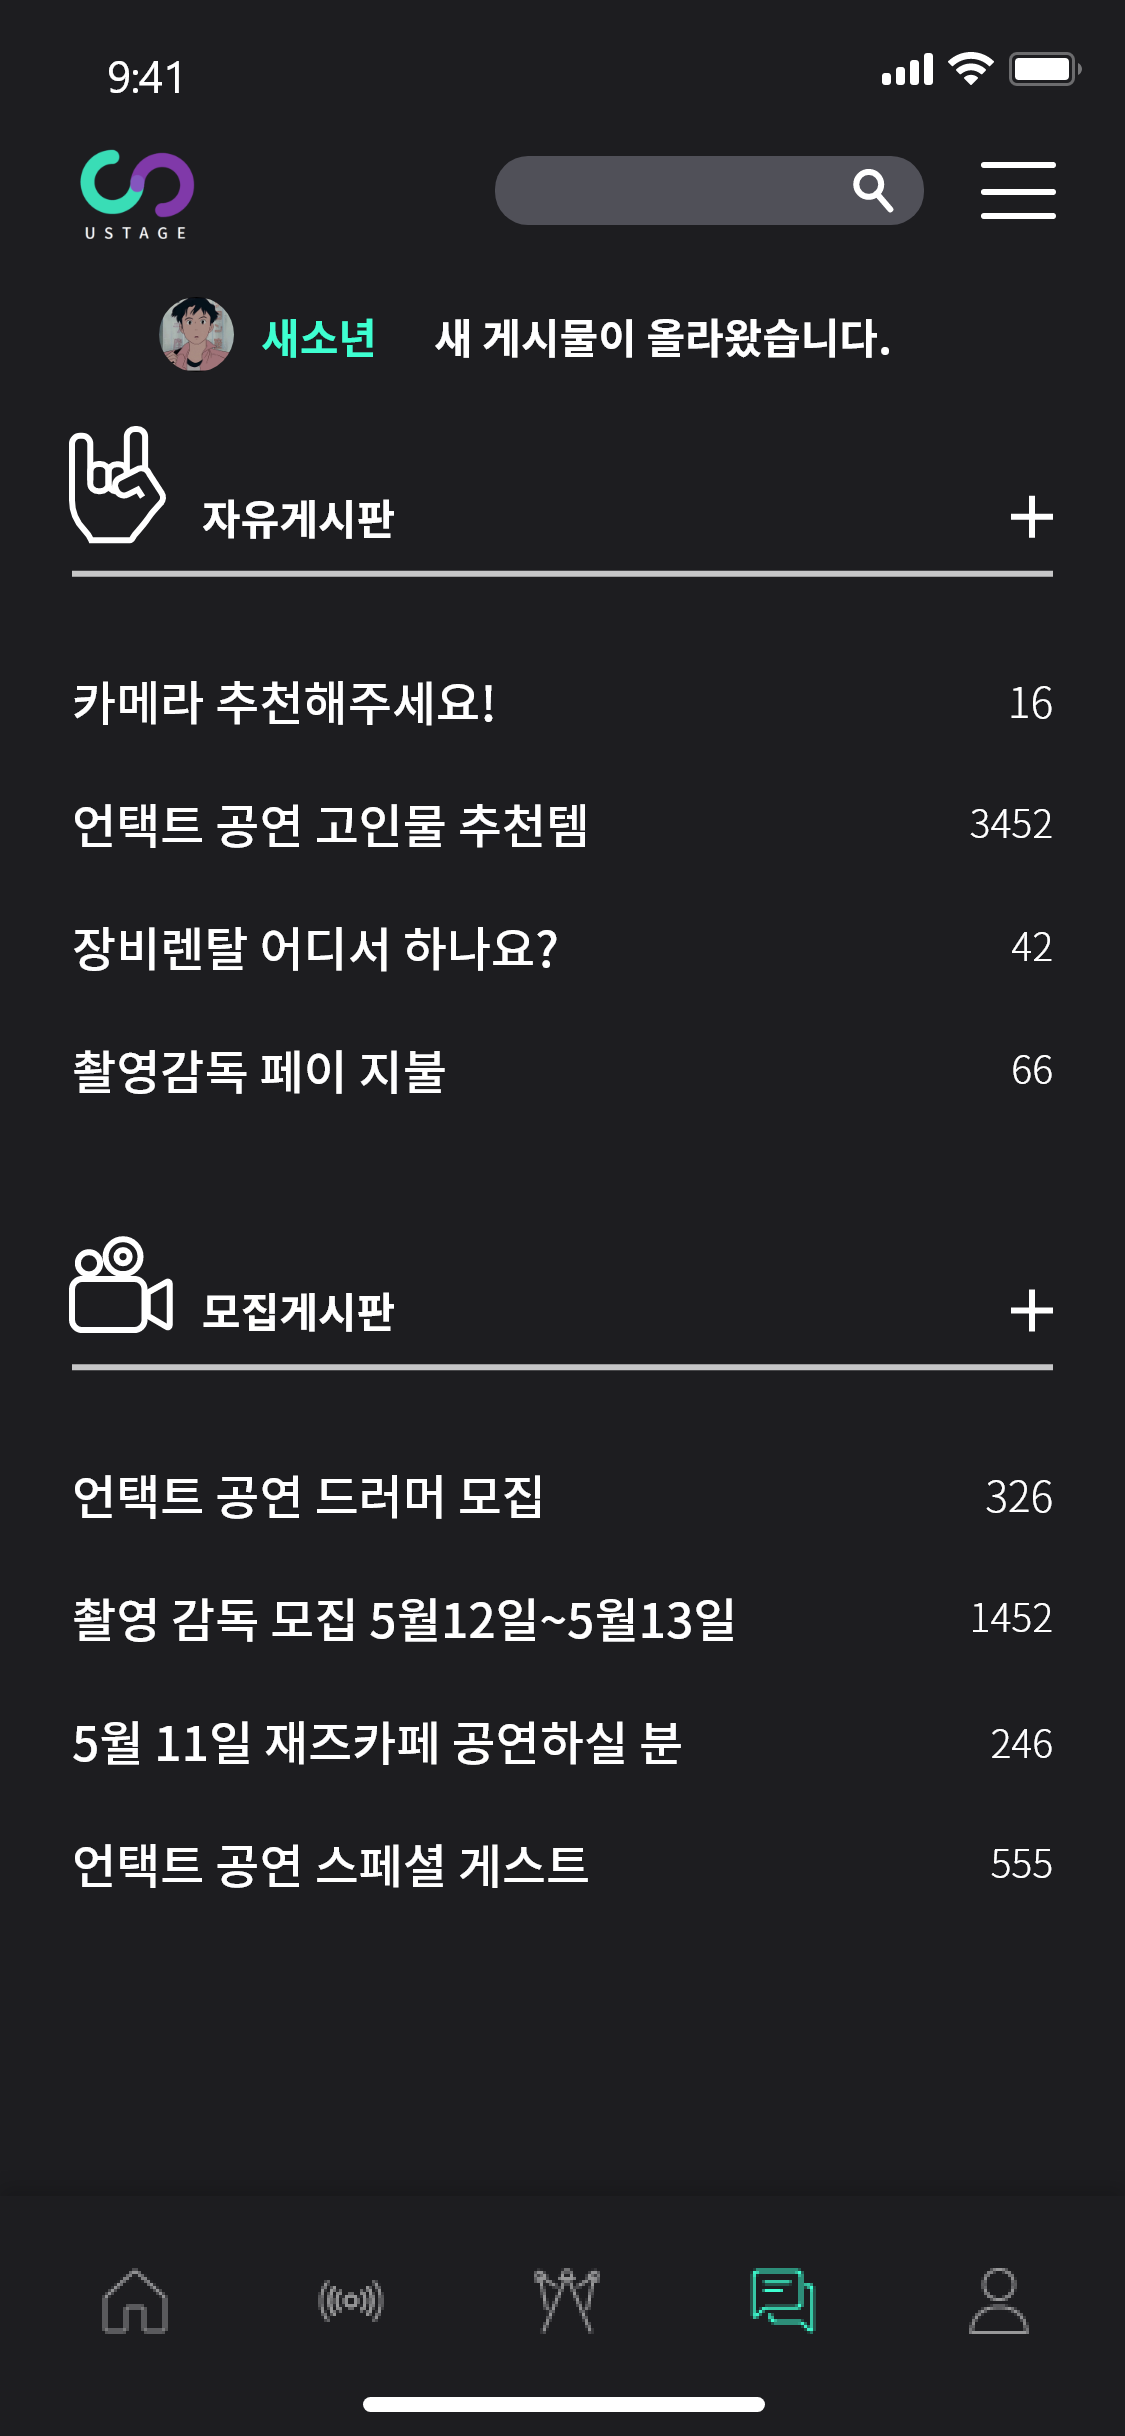 9:41
USTAGE
새소년 새 게시물이 올라왔습니다.
자유게시판
카메라 추천해주세요! 16
언택트 공연 고인물 추천템 3452
장비렌탈 어디서 하나요? 42
촬영감독 페이 지불 66
모집게시판
언택트 공연 드러머 모집 326
촬영 감독 모집 5월12일~5월13일 1452
5월 11일 재즈카페 공연하실 분 246
언택트 공연 스페셜 게스트 555